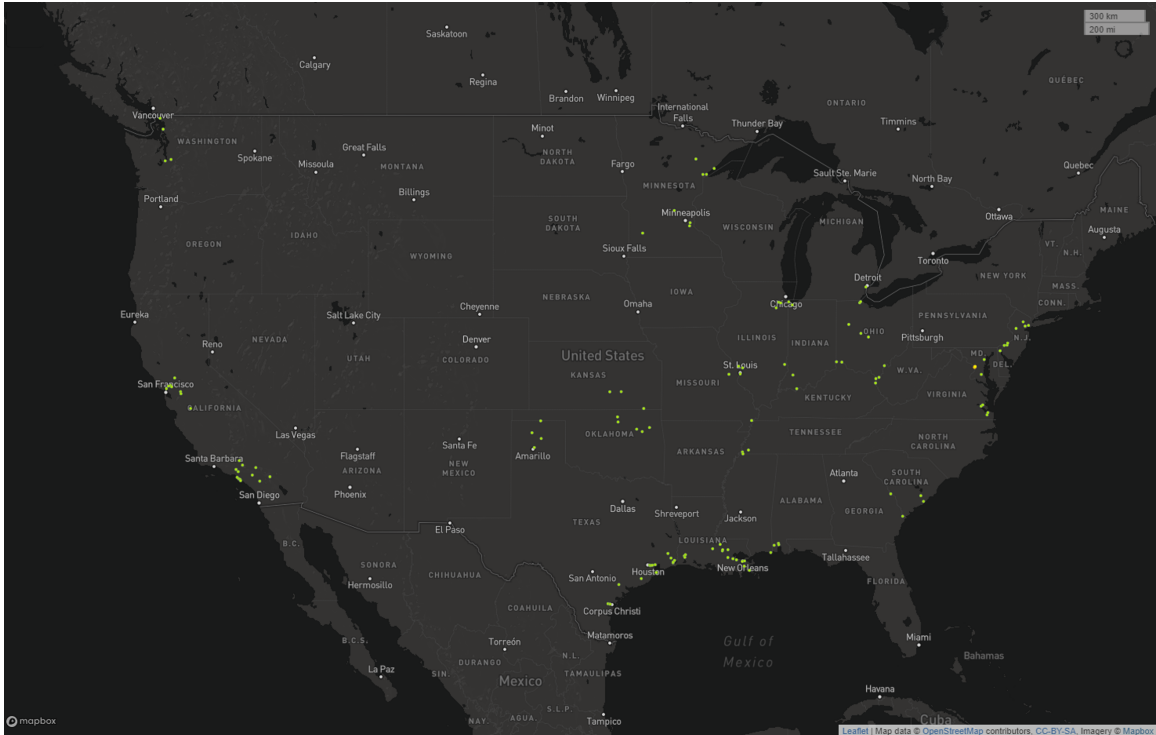 300 km
200 mi
Saskatoon
Calgary
Regina
QUÉBEC
Brandon
Winnipeg
ONTARIO
International
Falls
Vancouver
Thunder Bay
Timmins
Minot
WASHINGTON
Great Falls
Spokane
Missoula
MONTANA
NORTH
DAKOTA
Fargo
Quebec
Sault Ste. Marie
North Bay
MINNESOTA
Billings
Portland
MAINE
Ottawa
Minneapolis
SOUTH
DAKOTA
MICHIGAN
WISCONSIN
Augusta
IDAHO
OREGON
VT.
N.H.
Sioux Falls
WYOMING
Toronto
NEW YORK
Detroit
MASS.
IOWA
NEBRASKA
CONN.
Omaha
Chicago
Cheyenne
Eureka
Salt Lake City
PENNSYLVANIA
OHIO
Pittsburgh
N.J.
NEVADA
ILLINOIS
INDIANA
Denver
Reno
United States
UTAH
COLORADO
MD.
DEL.
St. Louis
W.VA.
KANSAS
MISSOURI
San Francisco
VIRGINIA
KENTUCKY
CALIFORNIA
Las Vegas
OKLAHOMA
TENNESSEE
NORTH
CAROLINA
Santa Fe
Santa Barbara
Flagstaff
Amarillo
ARKANSAS
ARIZONA
NEW
MEXICO
Atlanta
SOUTH
CAROLINA
San Diego
Phoenix
ALABAMA
Dallas
GEORGIA
Shreveport
Jackson
TEXAS
El Paso
B.C.
LOUISIANA
Tallahassee
SONORA
Houston
New Orleans
CHIHUAHUA
San Antonio
FLORIDA
Hermosillo
COAHUILA
Corpus Christi
Matamoros
Miami
B.C.S.
Torreón
Gulf of
Mexico
N.L.
Bahamas
DURANGO
La Paz
SIN.
TAMAULIPAS
Mexico
Havana
S.L.P.
NAY.
AGUA
Tampico
Cuba
mapbox
Leaflet | Map data © OpenStreetMap contributors, CC-BY-SA, Imagery © Mapbox